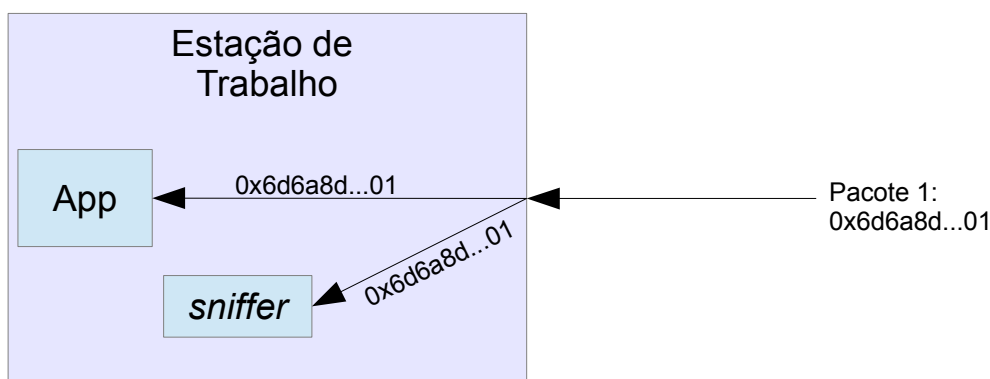 Estação de
Trabalho
App
0x6d6a8d...01
0x6d6a8d...01
sniffer
Pacote 1:
0x6d6a8d...01